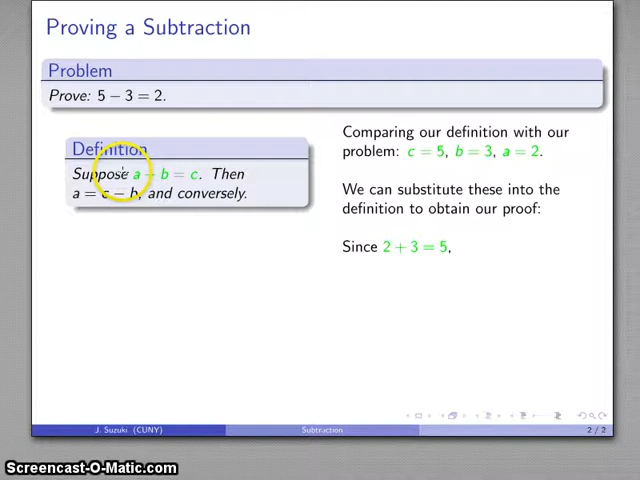 Proving a Subtraction
Problem
Prove: 5 − 3 = 2.
Definition
Suppose a + b = c. Then
a = c − b, and conversely.
Comparing our definition with our
problem: c = 5, b = 3, a = 2.
We can substitute these into the
definition to obtain our proof:
Since 2 + 3 = 5,
J. Suzuki (CUNY)
Subtraction
2 / 2
Screencast-O-Matic.com